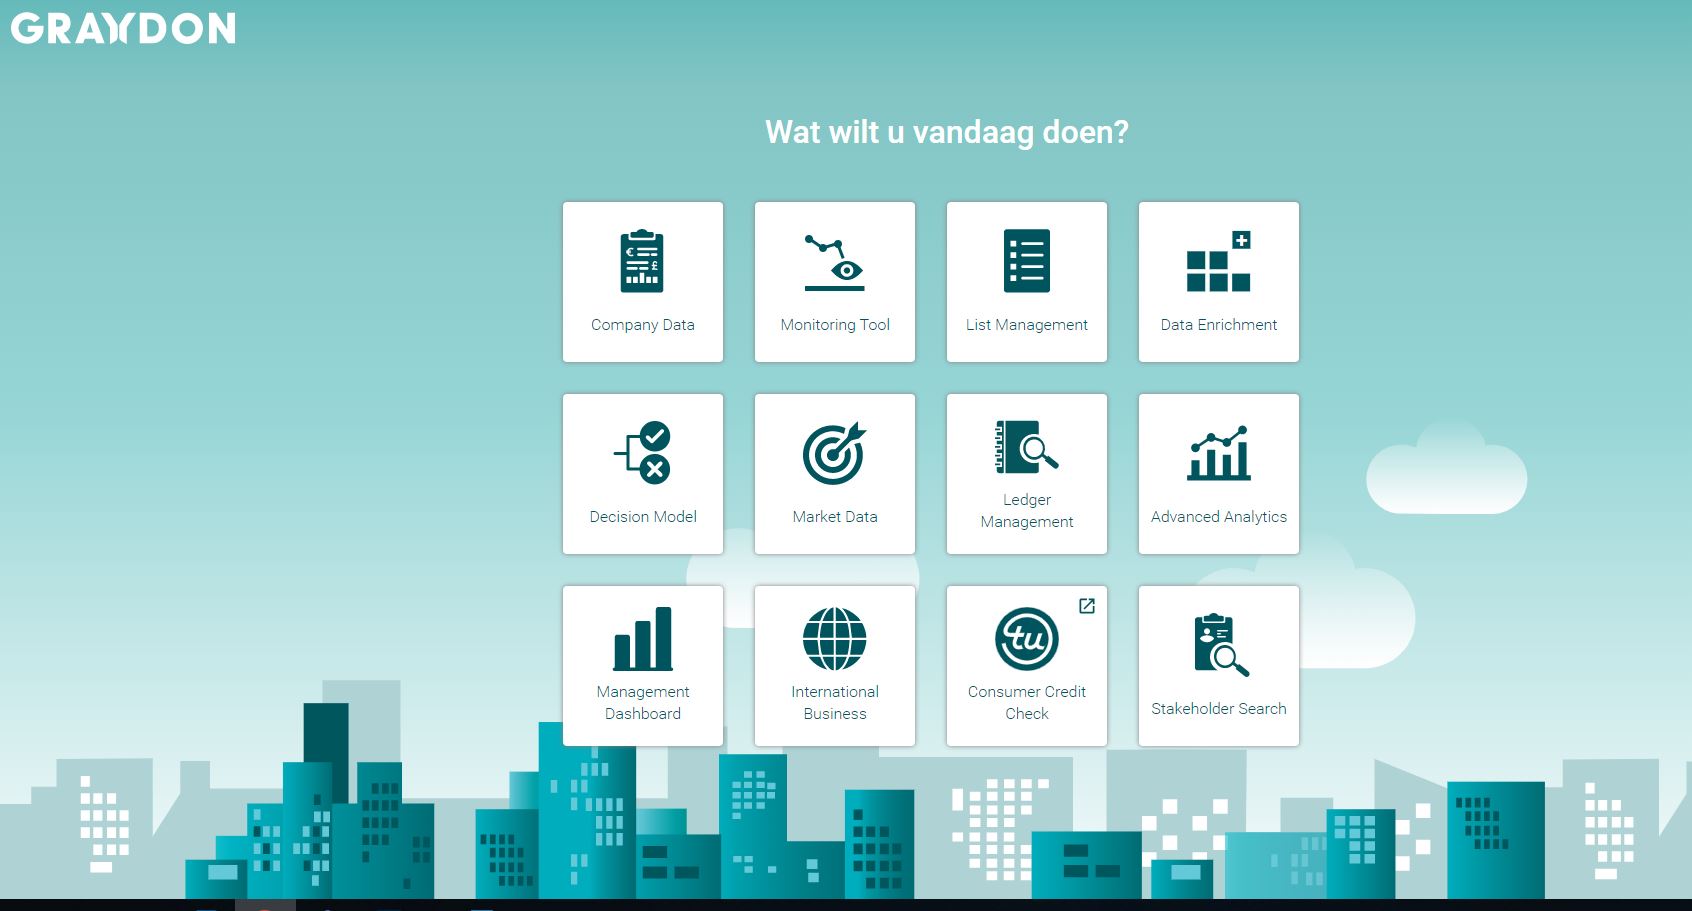 GRAYDON
Wat wilt u vandaag doen?
Company Data
Monitoring Tool
List Management
Data Enrichment
Decision Model
Market Data
Ledger
Management
Advanced Analytics
Management
Dashboard
International
Business
tu
Consumer Credit
Check
Stakeholder Search